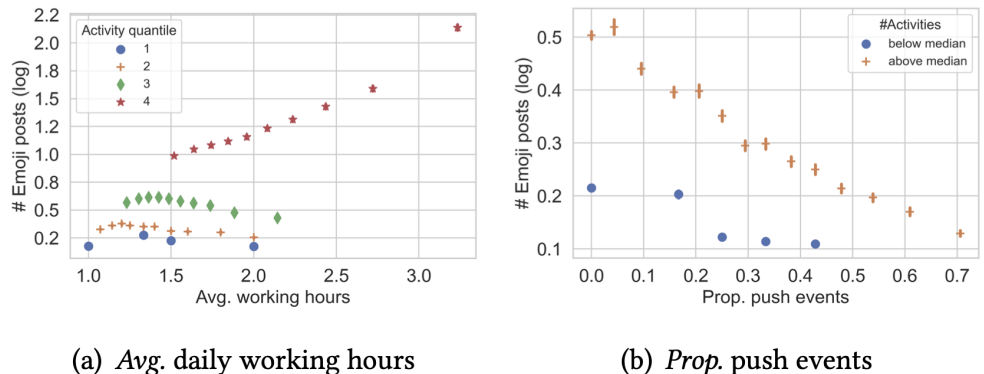 2.2
2.0
1.8
1.5
1.2
1.0
0.8
0.5
0.2
# Emoji posts (log)
Activity quantile
1
2
3
4
1.0 1.5 2.0 2.5 3.0
Avg. working hours
(a) Avg. daily working hours
0.5
0.4
0.3
0.2
0.1
# Emoji posts (log)
#Activities
below median
above median
0.0 0.1 0.2 0.3 0.4 0.5 0.6 0.7
Prop. push events
(b) Prop. push events